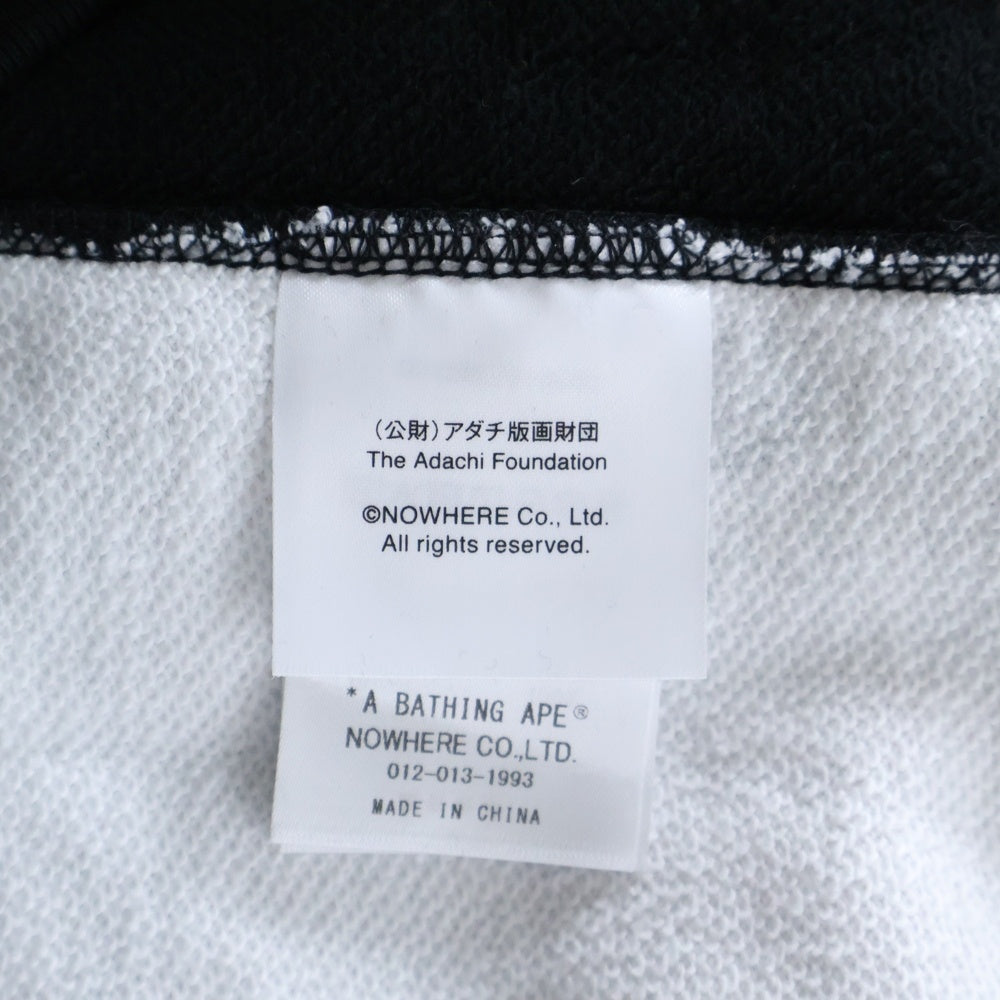 （公財）アダチ版画財団
The Adachi Foundation
©NOWHERE Co., Ltd.
All rights reserved.
*A BATHING APE®
NOWHERE CO.,LTD.
012-013-1993
MADE IN CHINA